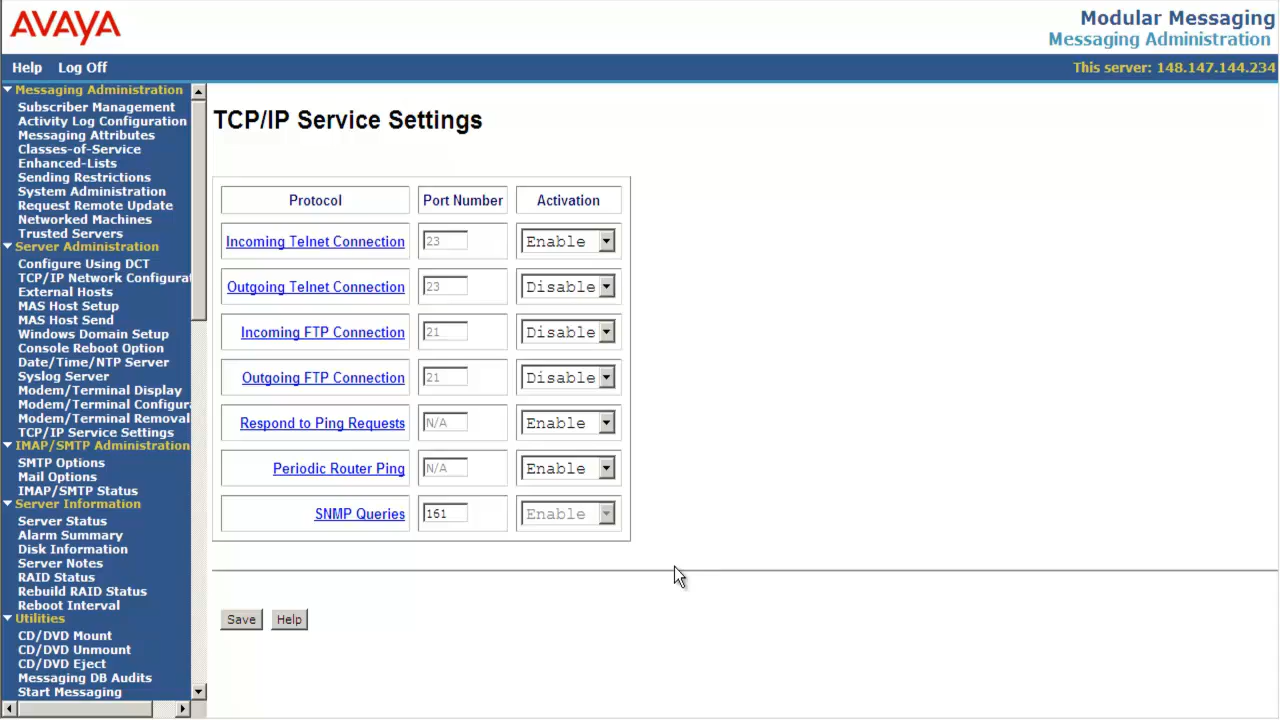 AVAYA
Modular Messaging
Messaging Administration
Help Log Off
This server: 148.147.144.234
Messaging Administration
Subscriber Management
Activity Log Configuration
Messaging Attributes
Classes-of-Service
Enhanced-Lists
Sending Restrictions
System Administration
Request Remote Update
Networked Machines
Trusted Servers
Server Administration
Configure Using DCT
TCP/IP Network Configurat
External Hosts
MAS Host Setup
MAS Host Send
Windows Domain Setup
Console Reboot Option
Date/Time/NTP Server
Syslog Server
Modem/Terminal Display
Modem/Terminal Configura
Modem/Terminal Removal
TCP/IP Service Settings
IMAP/SMTP Administration
SMTP Options
Mail Options
IMAP/SMTP Status
Server Information
Server Status
Alarm Summary
Disk Information
Server Notes
RAID Status
Rebuild RAID Status
Reboot Interval
Utilities
CD/DVD Mount
CD/DVD Unmount
CD/DVD Eject
Messaging DB Audits
Start Messaging
TCP/IP Service Settings
Protocol Port Number Activation
Incoming Telnet Connection 23 Enable
Outgoing Telnet Connection 23 Disable
Incoming FTP Connection 21 Disable
Outgoing FTP Connection 21 Disable
Respond to Ping Requests N/A Enable
Periodic Router Ping N/A Enable
SNMP Queries 161 Enable
Save Help